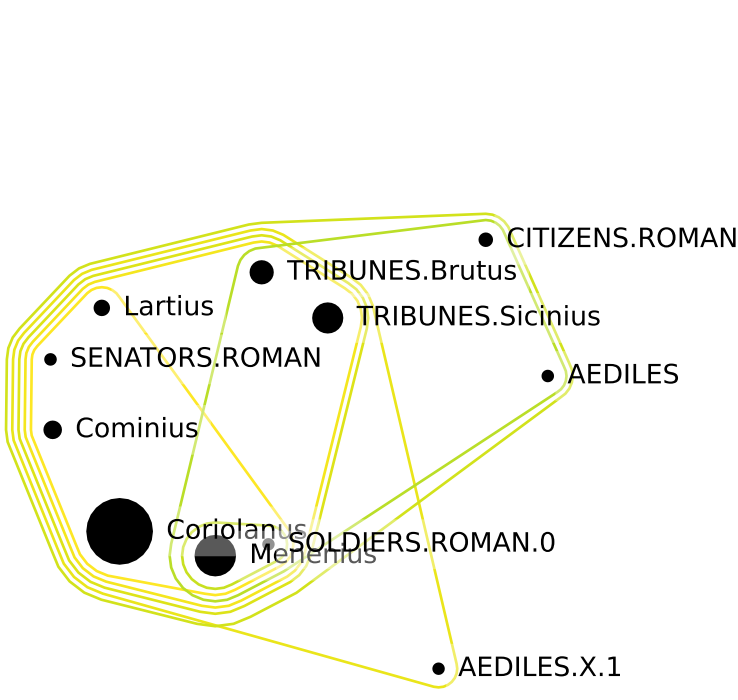 CITIZENS.ROMAN
TRIBUNES.Brutus
Lartius
TRIBUNES.Sicinius
SENATORS.ROMAN
AEDILES
Cominius
Coriolanus
SOLDIERS.ROMAN.0
Menenius
AEDILES.X.1